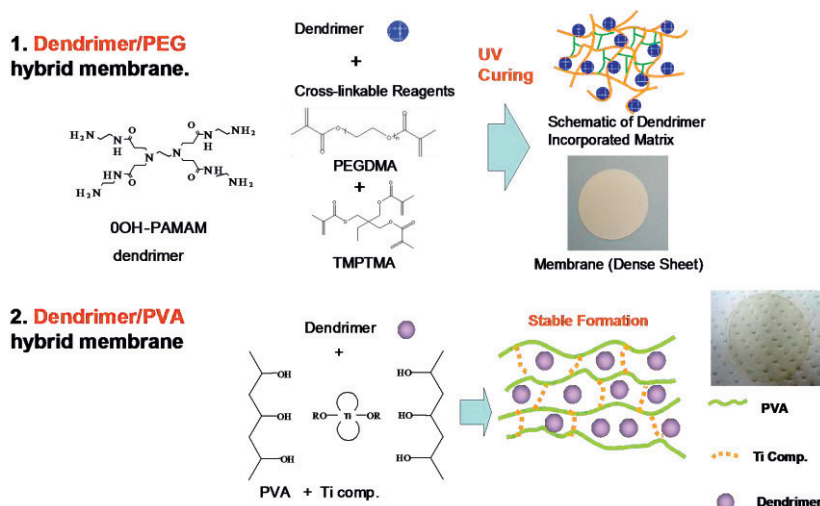 1. Dendrimer/PEG
hybrid membrane.
H2N
N
H
O
N
N
O
N
H
NH2
H2N
N
H
O
O
N
H
NH2
0OH-PAMAM
dendrimer
Dendrimer
+
Cross-linkable Reagents
O
O
n
O
O
PEGDMA
+
O
O
O
O
O
O
TMPTMA
UV
Curing
Schematic of Dendrimer
Incorporated Matrix
Membrane (Dense Sheet)
2. Dendrimer/PVA
hybrid membrane
Dendrimer
+
OH
OH
OH
RO
Ti
OR
HO
HO
HO
PVA + Ti comp.
Stable Formation
PVA
Ti Comp.
Dendrimer